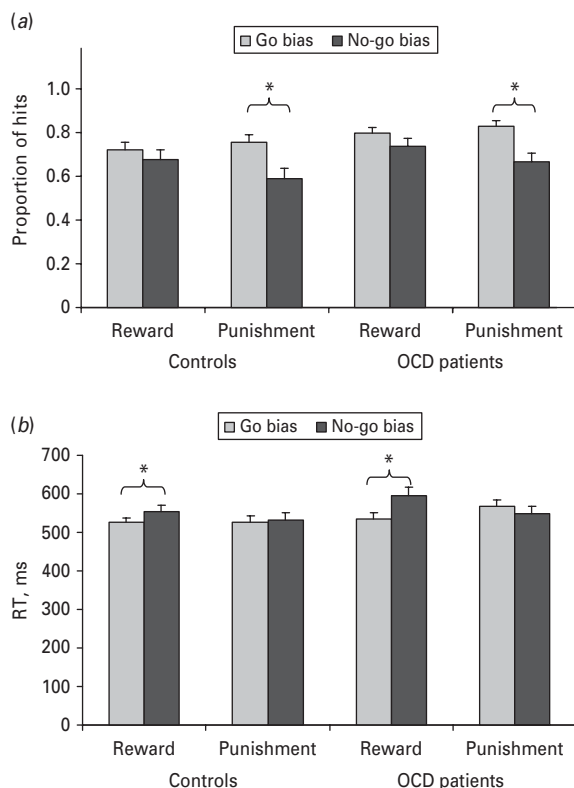 (a)
Go bias No-go bias
Proportion of hits
1.0
0.8
0.6
0.4
0.2
0
*
*
Reward Punishment Reward Punishment
Controls OCD patients
(b)
Go bias No-go bias
RT, ms
700
600
500
400
300
200
100
0
*
*
Reward Punishment Reward Punishment
Controls OCD patients